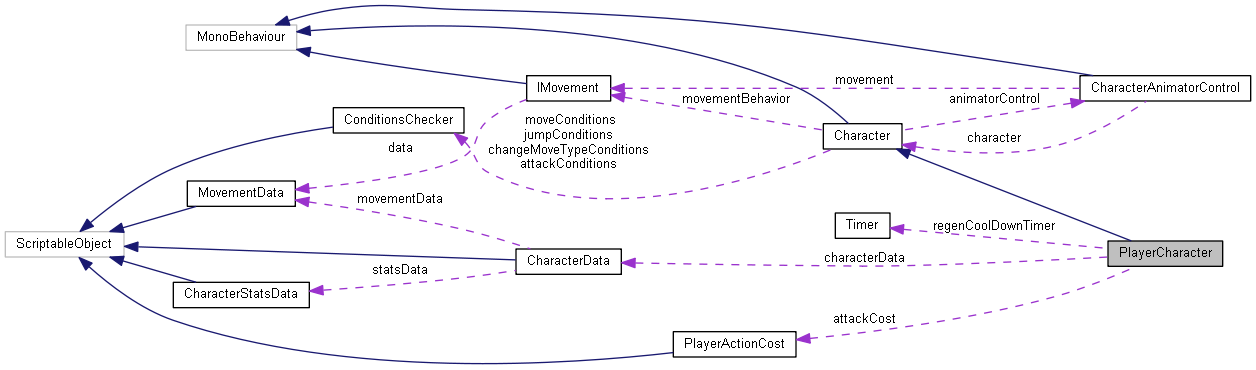 MonoBehaviour
movement
IMovement
CharacterAnimatorControl
movementBehavior
animatorControl
ConditionsChecker
moveConditions
jumpConditions
changeMoveTypeConditions
attackConditions
Character
character
data
MovementData
movementData
Timer
regenCoolDownTimer
ScriptableObject
CharacterData
characterData
PlayerCharacter
statsData
CharacterStatsData
attackCost
PlayerActionCost